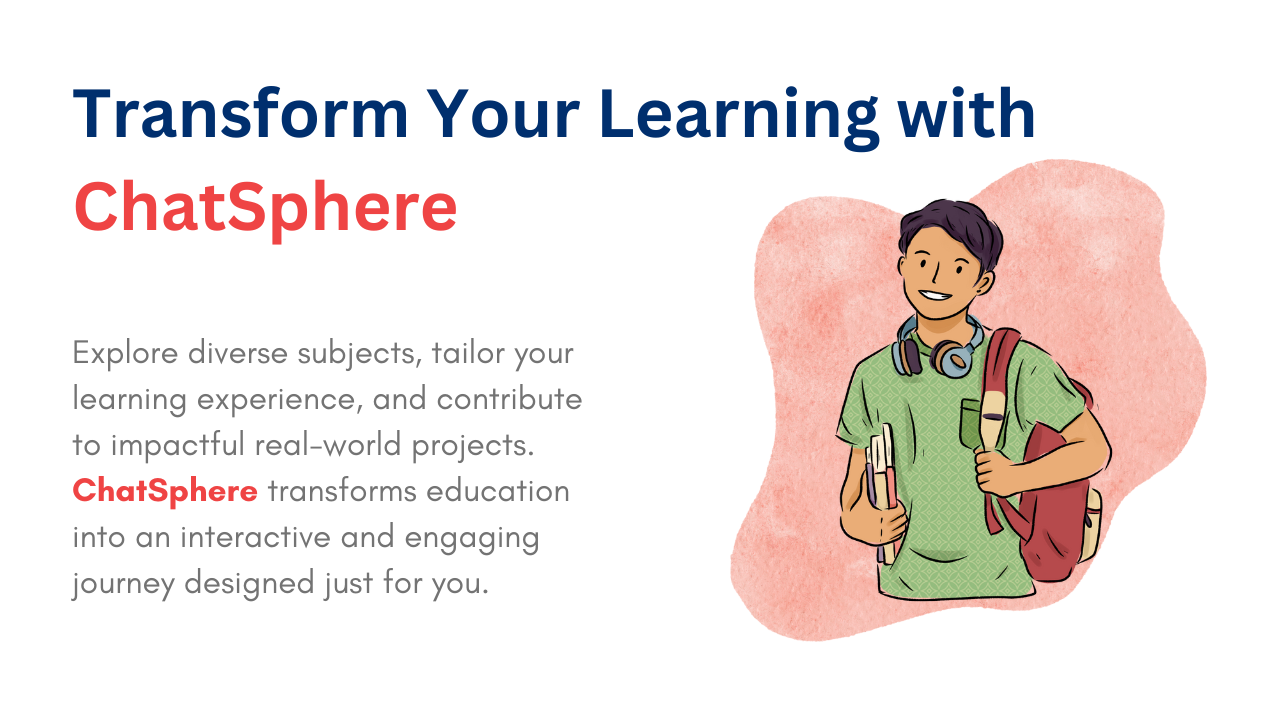 Transform Your Learning with
ChatSphere
Explore diverse subjects, tailor your
learning experience, and contribute
to impactful real-world projects.
ChatSphere transforms education
into an interactive and engaging
journey designed just for you.